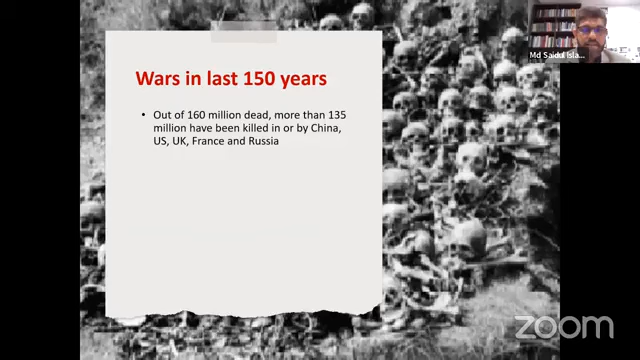 Md Saidul Isla...
Wars in last 150 years
• Out of 160 million dead, more than 135
million have been killed in or by China,
US, UK, France and Russia
zoom